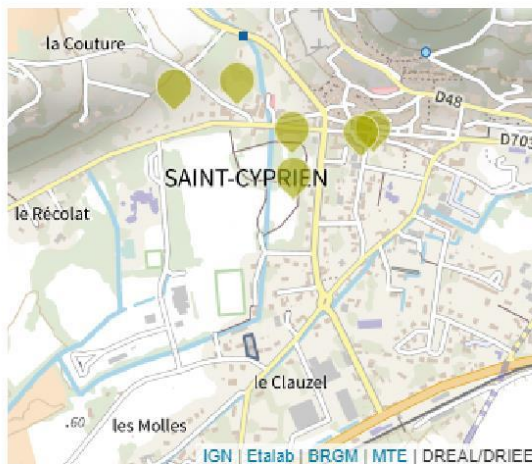 la Couture
D48
D703
SAINT-CYPRIEN
le Récolat
le Clauzel
les Molles
.60
IGN | Etalab | BRGM | MTE | DREAL/DRIEE